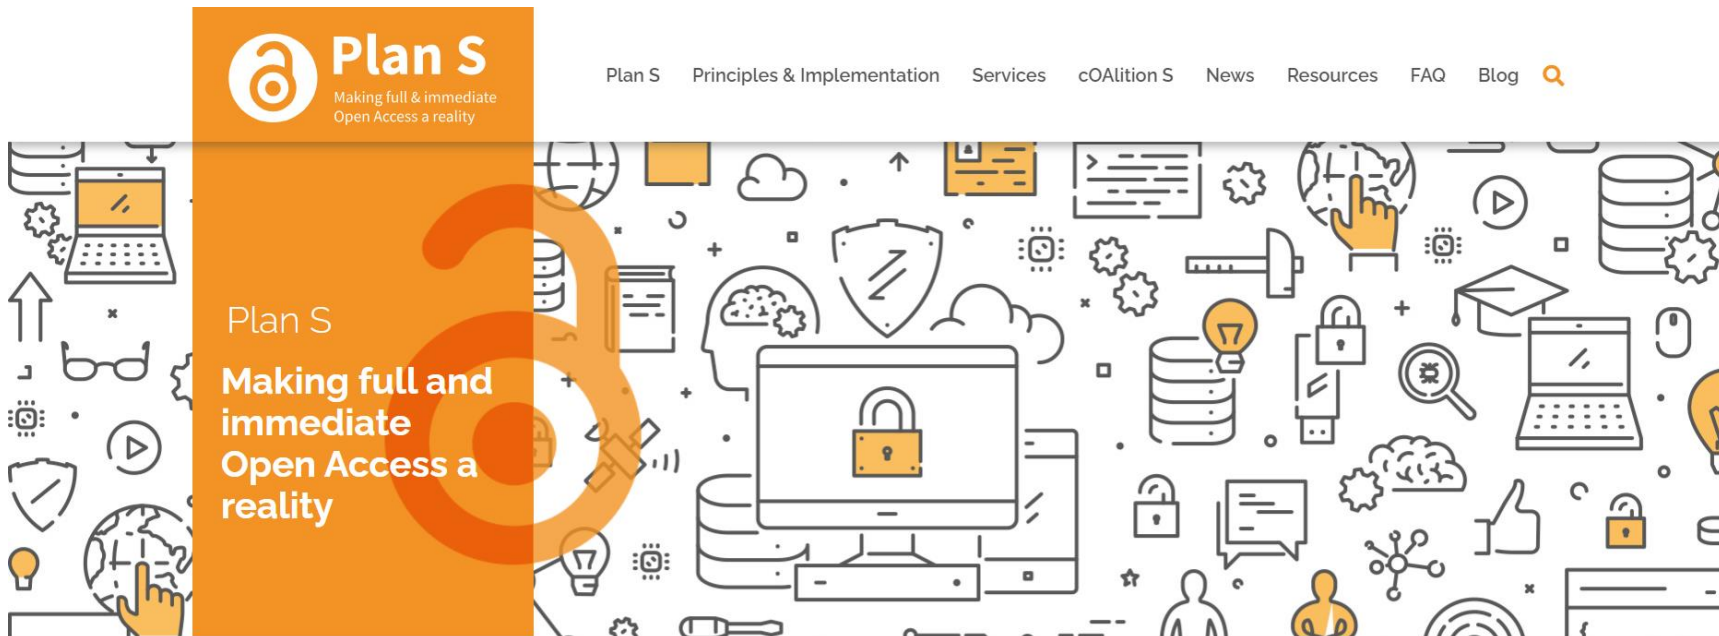 Plan S
Making full & immediate
Open Access a reality
Plan S Principles & Implementation Services cOAlition S News Resources FAQ Blog
Plan S
Making full and
immediate
Open Access a
reality